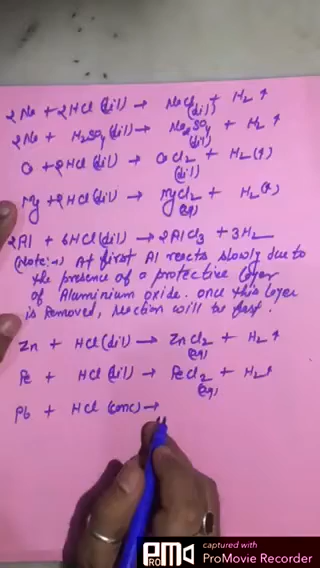 2Na + 2HCl (dil) → NaCl (dil) + H₂ ↑
2Na + H₂SO₄ (dil) → Na₂SO₄ (dil) + H₂ ↑
Ca + 2HCl (dil) → CaCl₂ (dil) + H₂(↑)
Mg + 2HCl (dil) → MgCl₂ (aq) + H₂(↑)
2Al + 6HCl (dil) → 2AlCl₃ + 3H₂
(Note:→) At first Al reacts slowly due to
the presence of a protective layer
of Aluminium oxide. Once this layer
is Removed, reaction will be fast.
Zn + HCl (dil) → ZnCl₂ (aq) + H₂ ↑
Fe + HCl (dil) → FeCl₂ (aq) + H₂ ↑
Pb + HCl (conc) →
PROM
captured with
ProMovie Recorder